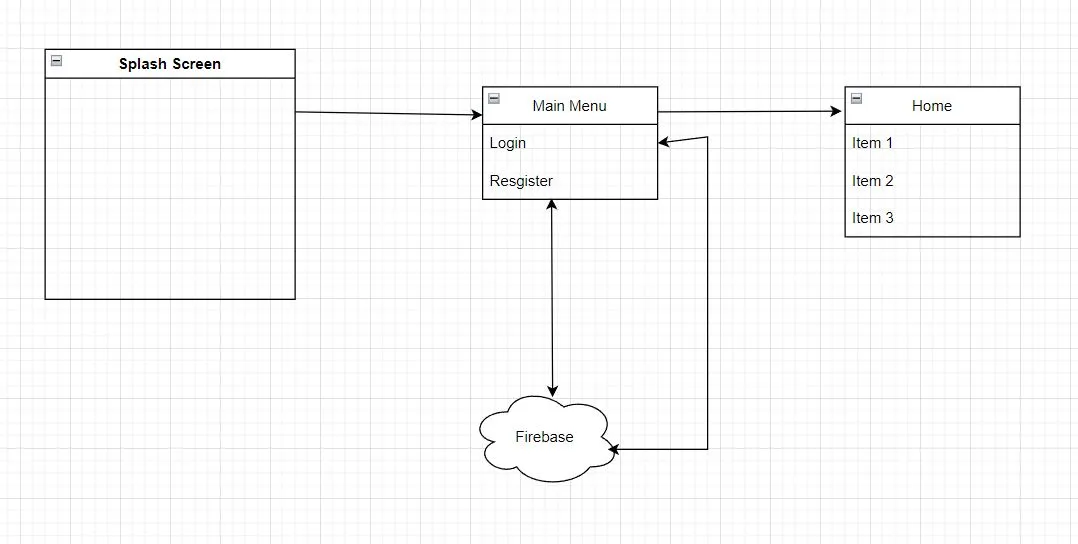 Splash Screen
Main Menu
Login
Resgister
Home
Item 1
Item 2
Item 3
Firebase